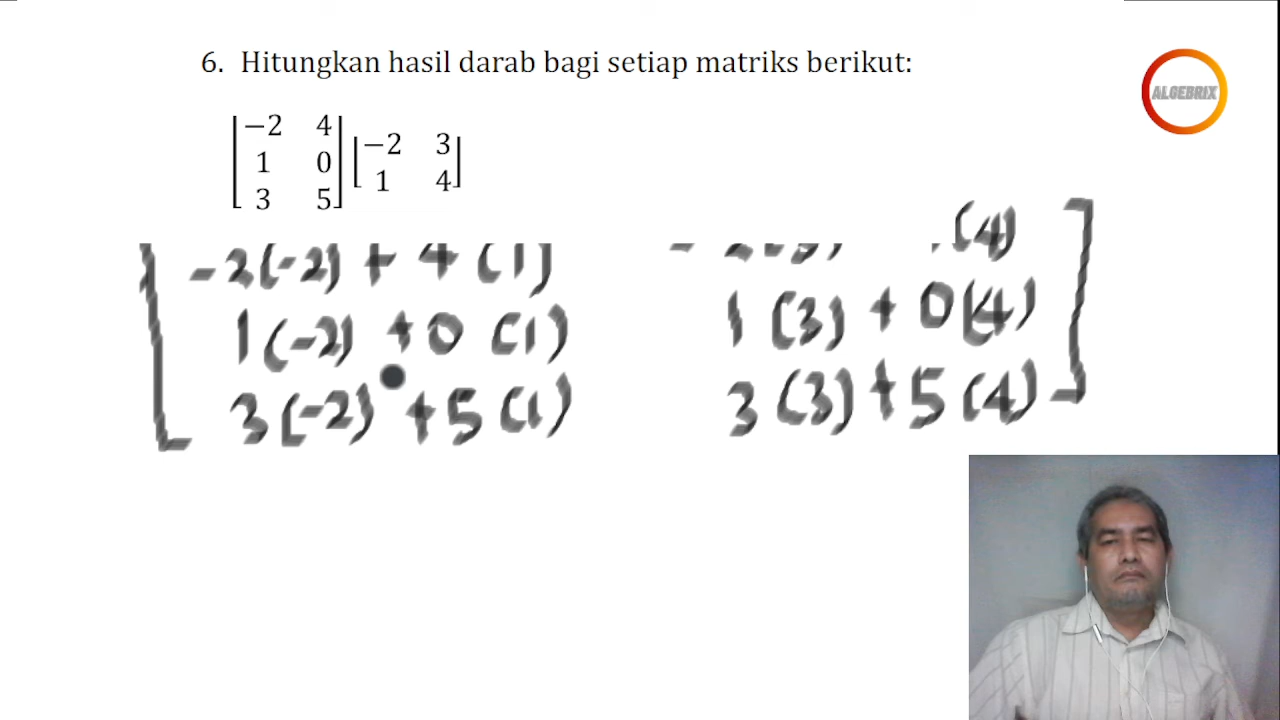 6. Hitungkan hasil darab bagi setiap matriks berikut:
ALGEBRIX
[−2 4] [−2 3]
[1 0] [1 4]
[3 5]
-2(-2) + 4(1) (4)
1(-2) + 0(1) 1(3) + 0(4)
3(-2) + 5(1) 3(3) + 5(4)